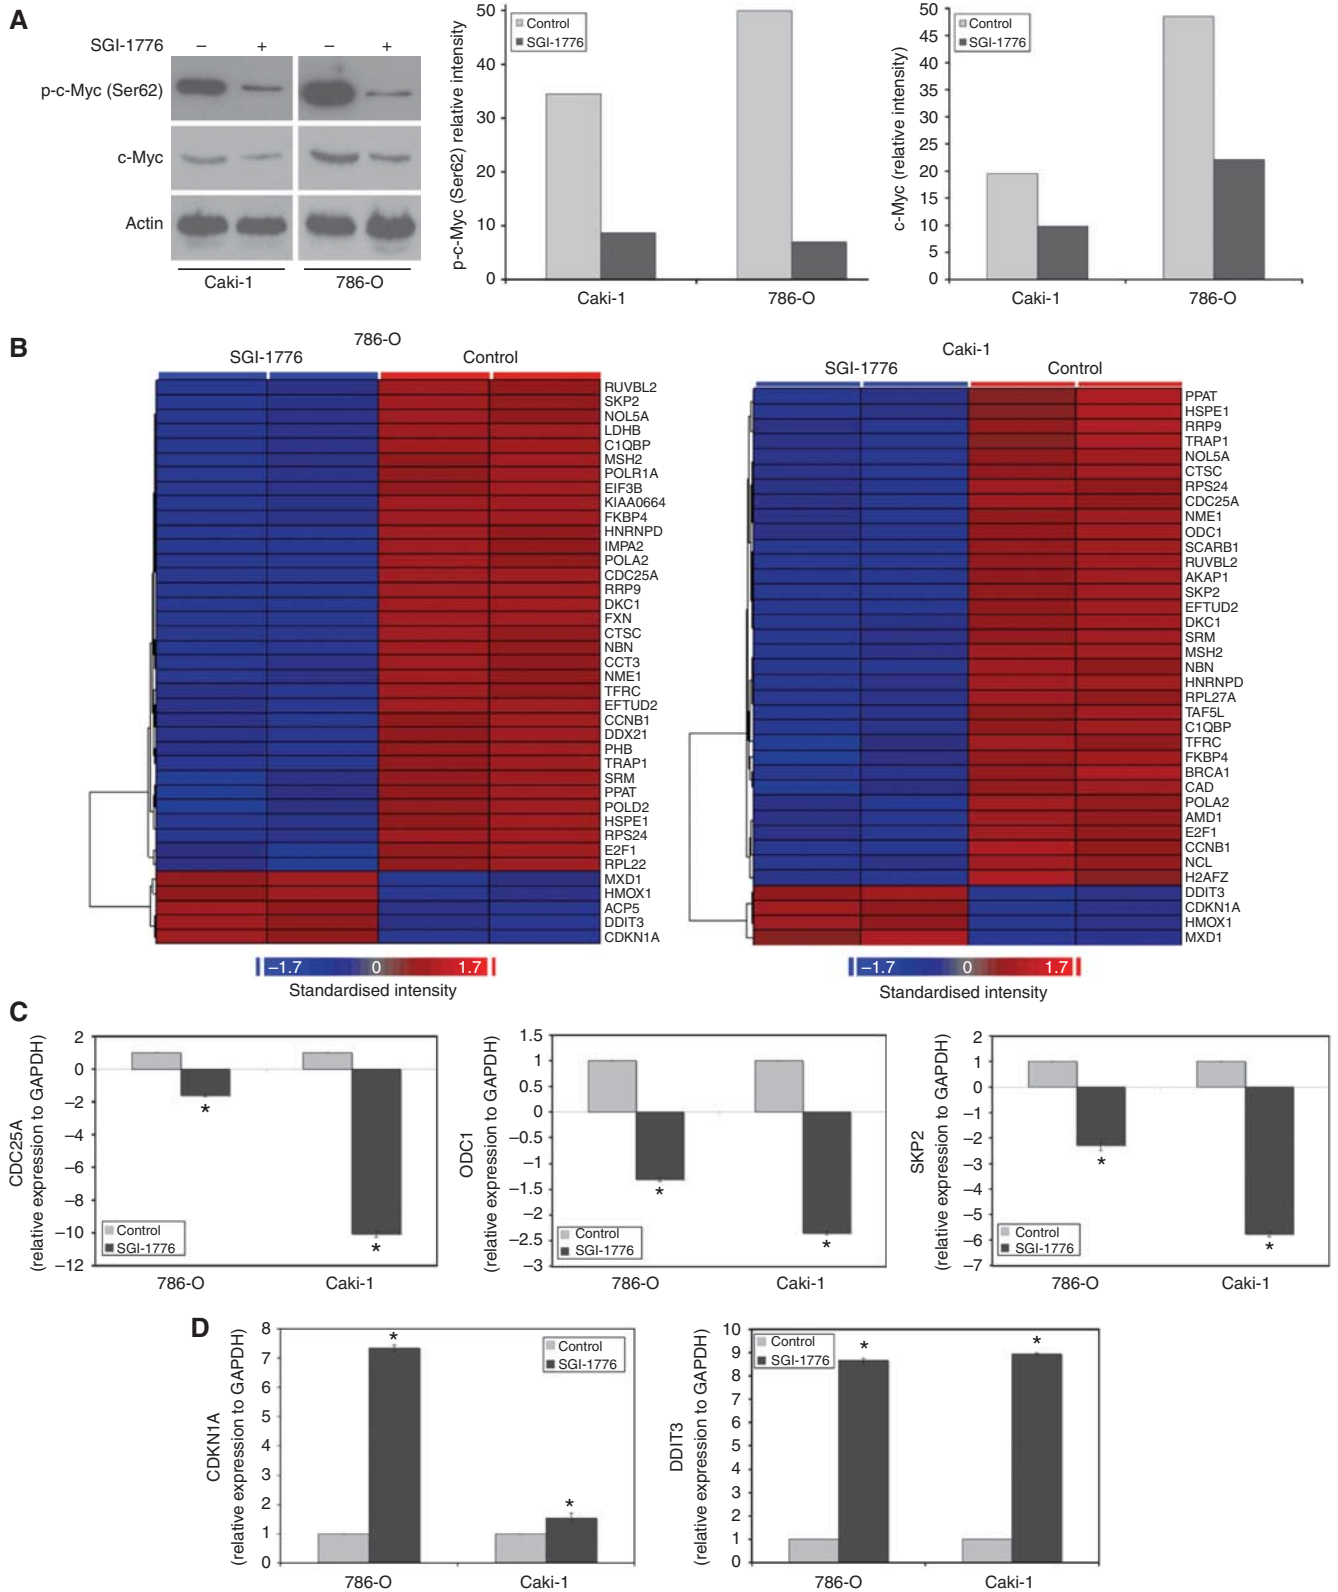 A
SGI-1776 – + – +
p-c-Myc (Ser62)
c-Myc
Actin
Caki-1 786-O
p-c-Myc (Ser62) relative intensity
50
40
30
20
10
0
Control
SGI-1776
Caki-1 786-O
c-Myc (relative intensity)
50
45
40
35
30
25
20
15
10
5
0
Control
SGI-1776
Caki-1 786-O
B
786-O
SGI-1776 Control
RUVBL2
SKP2
NOL5A
LDHB
C1QBP
MSH2
POLR1A
EIF3B
KIAA0664
FKBP4
HNRNPD
IMPA2
POLA2
CDC25A
RRP9
DKC1
FXN
CTSC
NBN
CCT3
NME1
TFRC
EFTUD2
CCNB1
DDX21
PHB
TRAP1
SRM
PPAT
POLD2
HSPE1
RPS24
E2F1
RPL22
MXD1
HMOX1
ACP5
DDIT3
CDKN1A
–1.7 0 1.7
Standardised intensity
Caki-1
SGI-1776 Control
PPAT
HSPE1
RRP9
TRAP1
NOL5A
CTSC
RPS24
CDC25A
NME1
ODC1
SCARB1
RUVBL2
AKAP1
SKP2
EFTUD2
DKC1
SRM
MSH2
NBN
HNRNPD
RPL27A
TAF5L
C1QBP
TFRC
FKBP4
BRCA1
CAD
POLA2
AMD1
E2F1
CCNB1
NCL
H2AFZ
DDIT3
CDKN1A
HMOX1
MXD1
–1.7 0 1.7
Standardised intensity
C
CDC25A
(relative expression to GAPDH)
2
0
–2
–4
–6
–8
–10
–12
*
*
Control
SGI-1776
786-O Caki-1
ODC1
(relative expression to GAPDH)
1.5
1
0.5
0
–0.5
–1
–1.5
–2
–2.5
–3
*
*
Control
SGI-1776
786-O Caki-1
SKP2
(relative expression to GAPDH)
2
1
0
–1
–2
–3
–4
–5
–6
–7
*
*
Control
SGI-1776
786-O Caki-1
D
CDKN1A
(relative expression to GAPDH)
8
7
6
5
4
3
2
1
0
*
*
Control
SGI-1776
786-O Caki-1
DDIT3
(relative expression to GAPDH)
10
9
8
7
6
5
4
3
2
1
0
Control
SGI-1776
*
*
786-O Caki-1